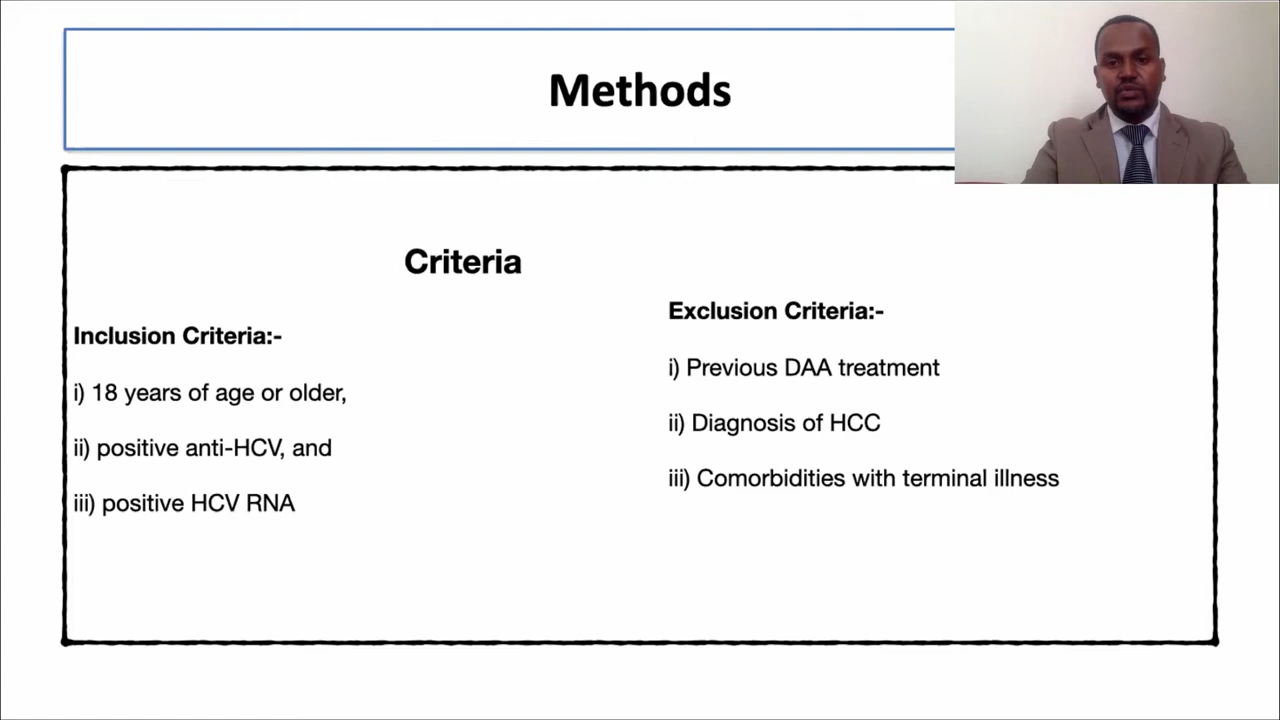 Methods
Criteria
Inclusion Criteria:-
i) 18 years of age or older,
ii) positive anti-HCV, and
iii) positive HCV RNA
Exclusion Criteria:-
i) Previous DAA treatment
ii) Diagnosis of HCC
iii) Comorbidities with terminal illness